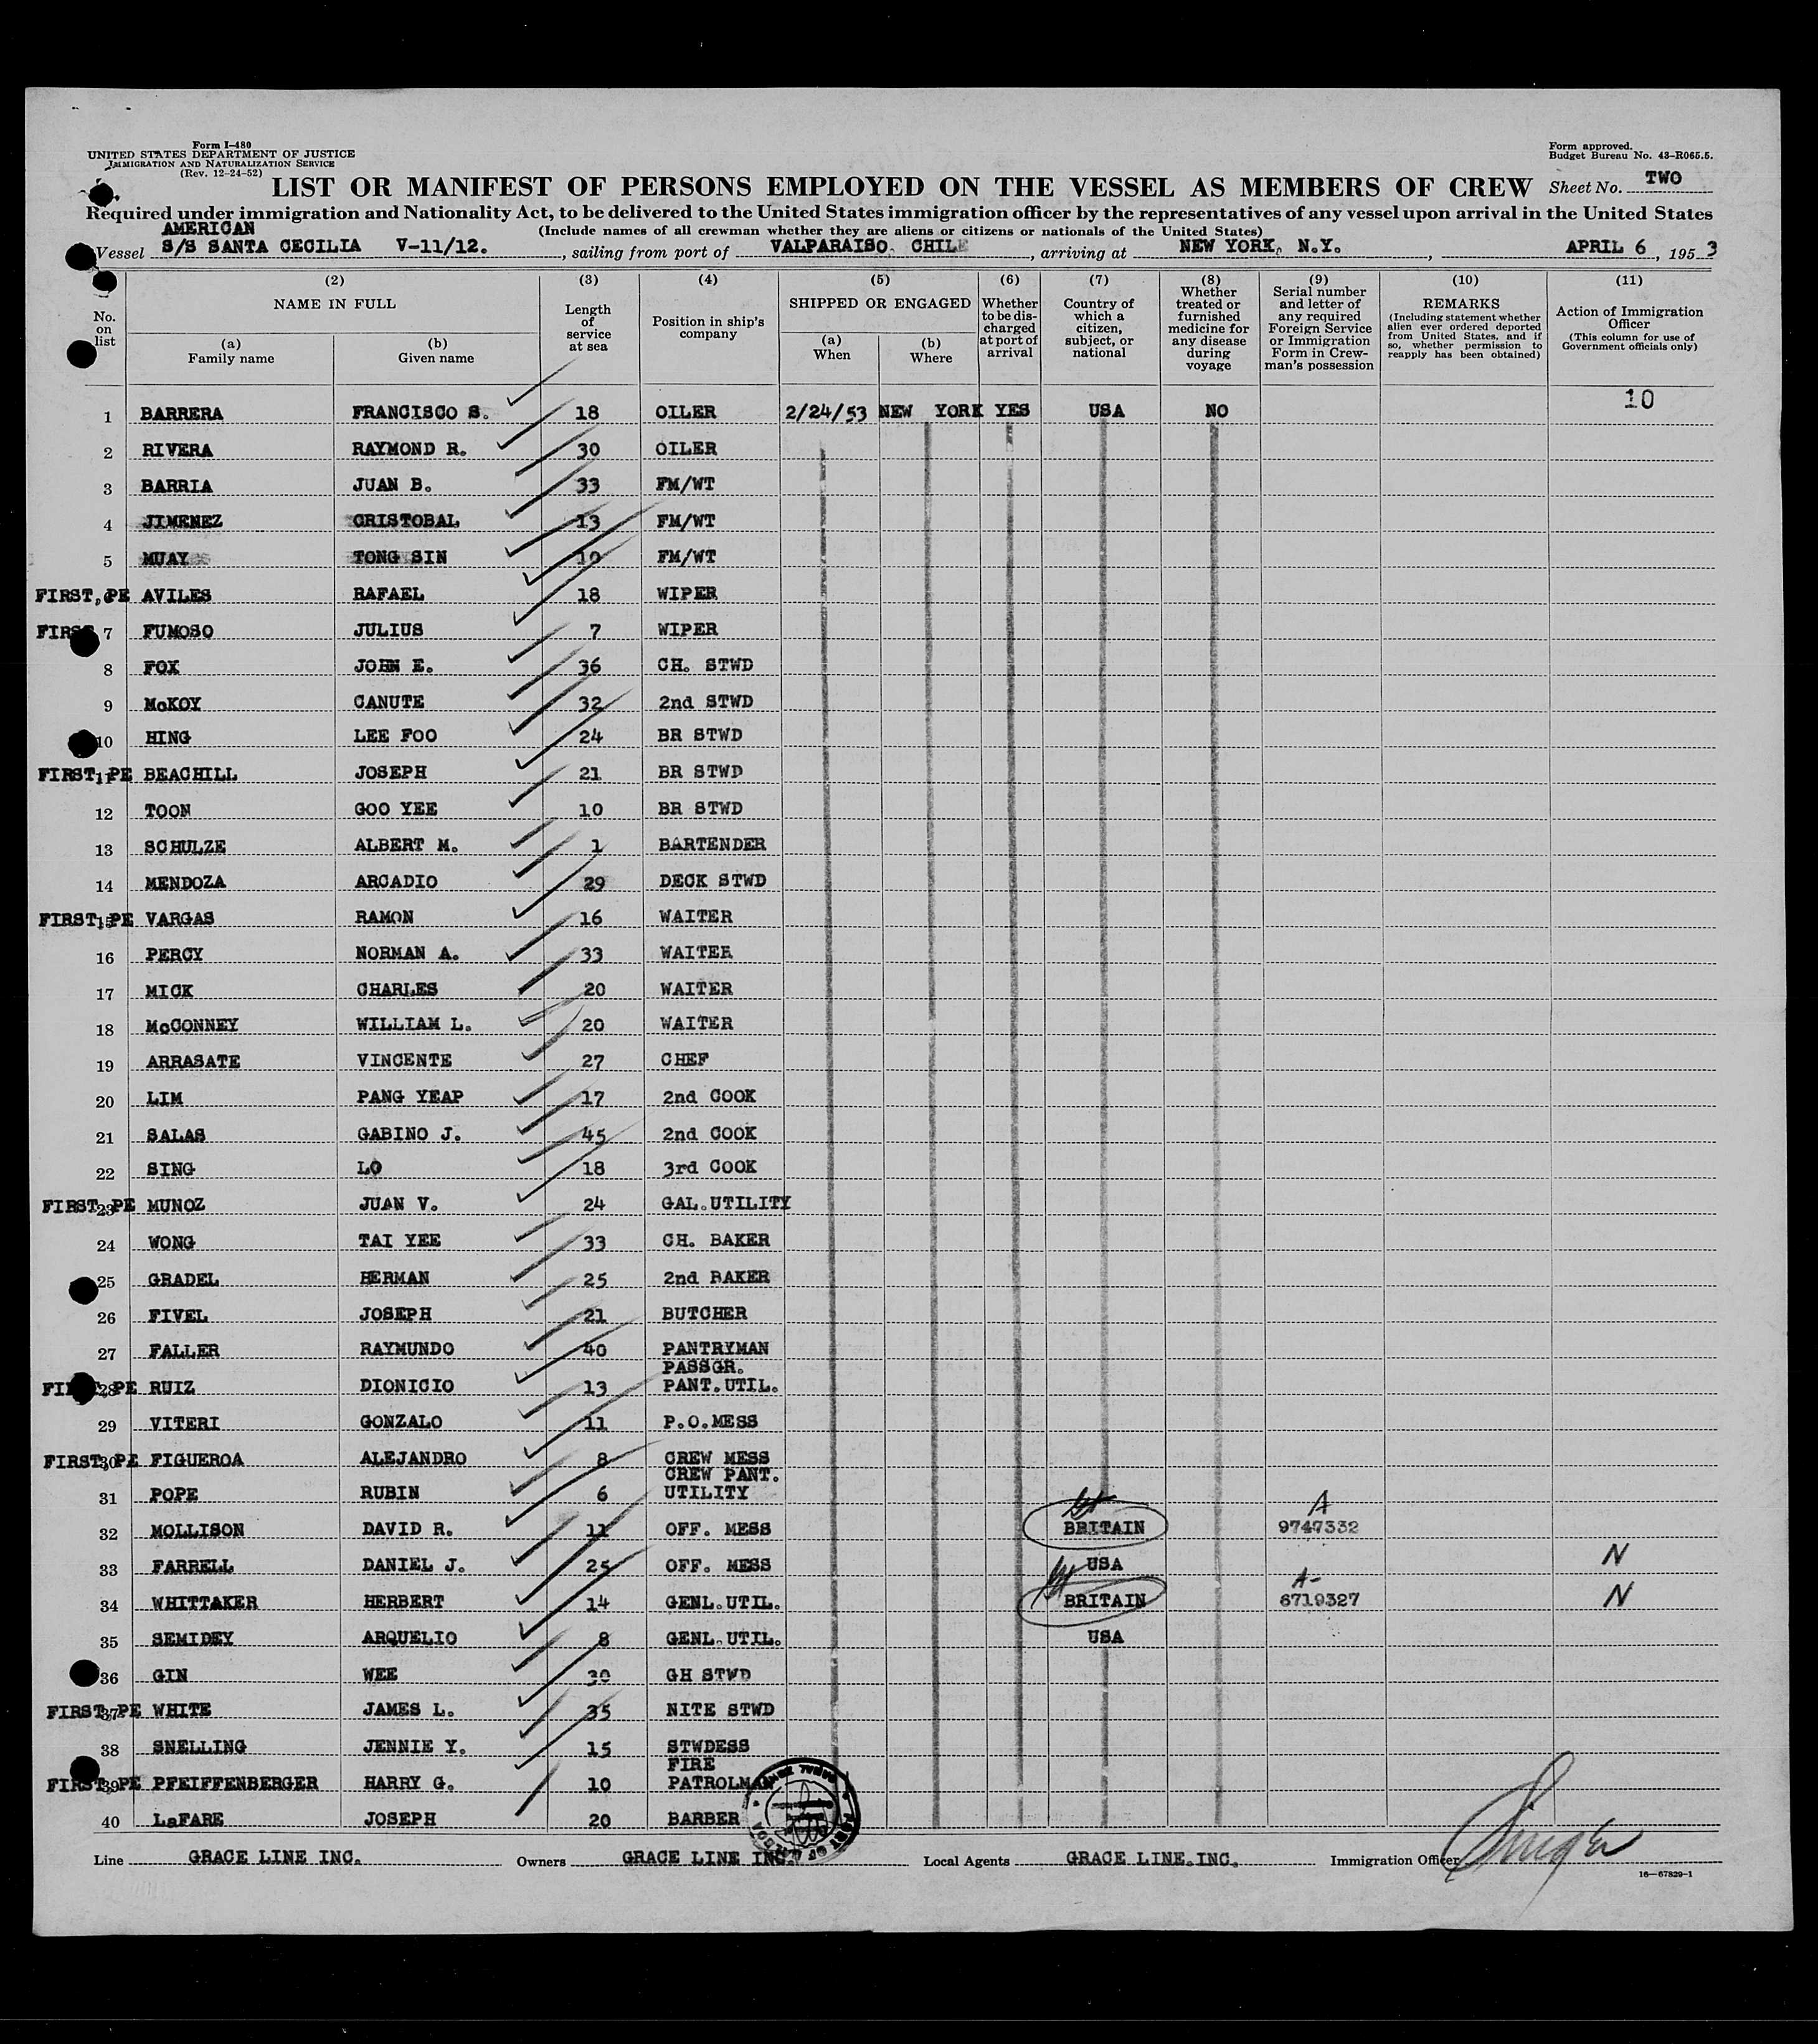 Form I-480
UNITED STATES DEPARTMENT OF JUSTICE
IMMIGRATION AND NATURALIZATION SERVICE
(Rev. 12-24-52)
Form approved.
Budget Bureau No. 43-R065.5.
LIST OR MANIFEST OF PERSONS EMPLOYED ON THE VESSEL AS MEMBERS OF CREW Sheet No. TWO
Required under immigration and Nationality Act, to be delivered to the United States immigration officer by the representatives of any vessel upon arrival in the United States
(Include names of all crewman whether they are aliens or citizens or nationals of the United States)
AMERICAN
Vessel S/S SANTA CECILIA V-11/12. , sailing from port of VALPARAISO, CHILE , arriving at NEW YORK, N.Y. , APRIL 6 , 1953
(2) (3) (4) (5) (6) (7) (8) (9) (10) (11)
No. on list
NAME IN FULL
(a) Family name
(b) Given name
Length of service at sea
Position in ship's company
SHIPPED OR ENGAGED
(a) When
(b) Where
Whether to be discharged at port of arrival
Country of which a citizen, subject, or national
Whether treated or furnished medicine for any disease during voyage
Serial number and letter of any required Foreign Service or Immigration Form in Crewman's possession
REMARKS
(Including statement whether alien ever ordered deported from United States, and if so, whether permission to reapply has been obtained)
Action of Immigration Officer
(This column for use of Government officials only)
1 BARRERA FRANCISCO S. 18 OILER 2/24/53 NEW YORK YES USA NO 10
2 RIVERA RAYMOND R. 30 OILER
3 BARRIA JUAN B. 33 FM/WT
4 JIMENEZ CRISTOBAL 13 FM/WT
5 MUAY TONG SIN 19 FM/WT
FIRST, PE 6 AVILES RAFAEL 18 WIPER
FIRST 7 FUMOSO JULIUS 7 WIPER
8 FOX JOHN E. 36 CH. STWD
9 McKOY CANUTE 32 2nd STWD
10 HING LEE FOO 24 BR STWD
FIRST, PE 11 BEACHILL JOSEPH 21 BR STWD
12 TOON GOO YEE 10 BR STWD
13 SCHULZE ALBERT M. 1 BARTENDER
14 MENDOZA ARCADIO 29 DECK STWD
FIRST, PE 15 VARGAS RAMON 16 WAITER
16 PERCY NORMAN A. 33 WAITER
17 MICK CHARLES 20 WAITER
18 McCONNEY WILLIAM L. 20 WAITER
19 ARRASATE VINCENTE 27 CHEF
20 LIM PANG YEAP 17 2nd COOK
21 SALAS GABINO J. 45 2nd COOK
22 SING LO 18 3rd COOK
FIRST, PE 23 MUNOZ JUAN V. 24 GAL.UTILITY
24 WONG TAI YEE 33 CH. BAKER
25 GRADEL HERMAN 25 2nd BAKER
26 FIVEL JOSEPH 21 BUTCHER
27 FALLER RAYMUNDO 40 PANTRYMAN
PASSGR.
FIRST, PE 28 RUIZ DIONICIO 13 PANT.UTIL.
29 VITERI GONZALO 11 P.O.MESS
FIRST, PE 30 FIGUEROA ALEJANDRO 8 CREW MESS
CREW PANT.
31 POPE RUBIN 6 UTILITY
A
32 MOLLISON DAVID R. 11 OFF. MESS BRITAIN 9747332
33 FARRELL DANIEL J. 25 OFF. MESS USA N
A-
34 WHITTAKER HERBERT 14 GENL.UTIL. BRITAIN 6719327 N
35 SEMIDEY ARQUELIO 8 GENL.UTIL. USA
36 GIN WEE 30 GH STWD
FIRST, PE 37 WHITE JAMES L. 35 NITE STWD
38 SNELLING JENNIE Y. 15 STWDESS
FIRE
FIRST, PE 39 PFEIFFENBERGER HARRY G. 10 PATROLMAN
40 LaFARE JOSEPH 20 BARBER
Line GRACE LINE INC. Owners GRACE LINE INC. Local Agents GRACE LINE.INC. Immigration Officer Singer
16—67829-1